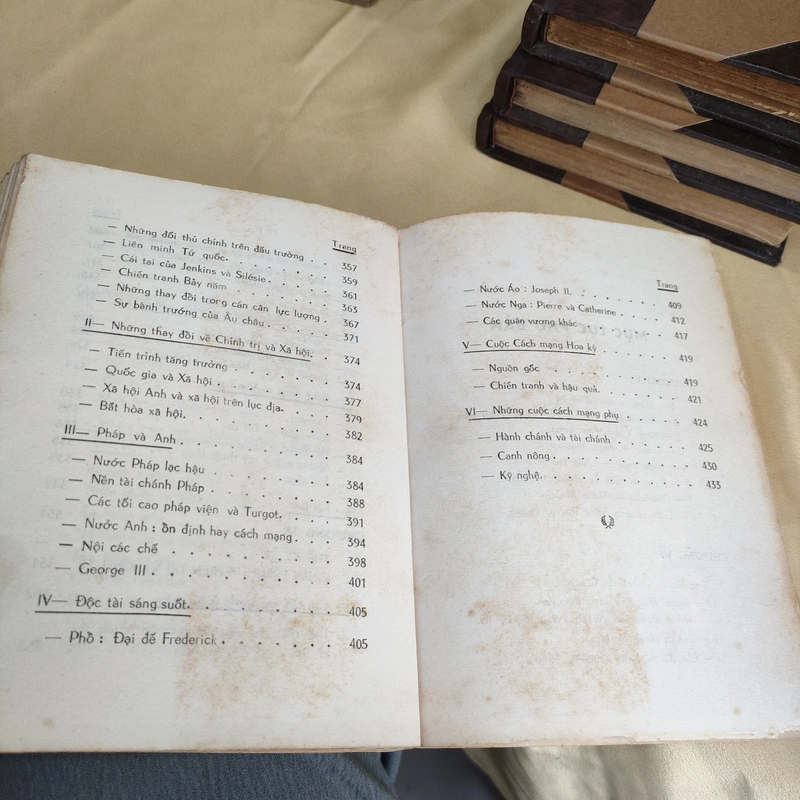 Trang
— Những đối thủ chính trên đấu trường . . 357
— Liên minh Tứ quốc. . . . . . . 359
— Cái tai của Jenkins và Silésie . . . . 361
— Chiến tranh Bảy năm . . . . . . 363
— Những thay đổi trong cán cân lực lượng . 367
— Sự bành trướng của Âu châu . . . . 371
II— Những thay đổi về Chính trị và Xã hội. 374
— Tiến trình tăng trưởng . . . . . 374
— Quốc gia và Xã hội . . . . . . 377
— Xã hội Anh và xã hội trên lục địa. . . . 379
— Bất hòa xã hội. . . . . . . . 382
III— Pháp và Anh . . . . . . . . 384
— Nước Pháp lạc hậu . . . . . . 384
— Nền tài chánh Pháp . . . . . . 388
— Các tối cao pháp viện và Turgot. . . . 391
— Nước Anh : ổn định hay cách mạng . . 394
— Nội các chế . . . . . . . . 398
— George III . . . . . . . . . 401
IV— Độc tài sáng suốt. . . . . . . . 405
— Phổ : Đại đế Frederick . . . . . . 405
Trang
— Nước Áo : Joseph II. . . . . . . 409
— Nước Nga : Pierre và Catherine . . . . 412
— Các quân vương khác . . . . . . 417
V— Cuộc Cách mạng Hoa kỳ . . . . . 419
— Nguồn gốc . . . . . . . . 419
— Chiến tranh và hậu quả. . . . . . 421
VI— Những cuộc cách mạng phụ . . . . 424
— Hành chánh và tài chánh . . . . . 425
— Canh nông. . . . . . . . . 430
— Kỹ nghệ. . . . . . . . . . 433